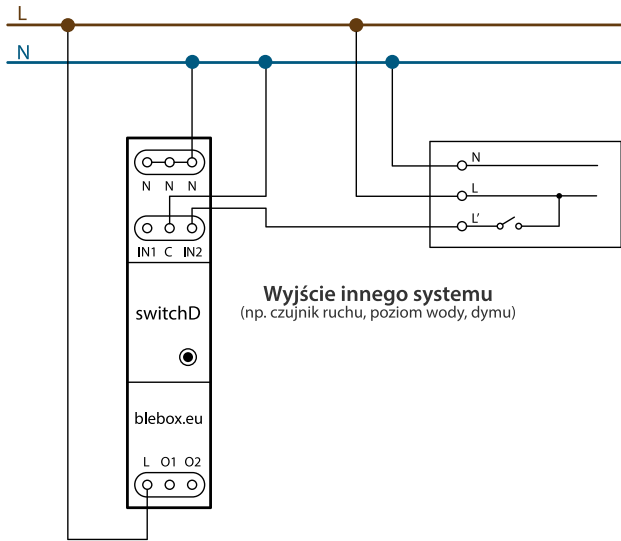 L
N
N N N
IN1 C IN2
switchD
blebox.eu
L O1 O2
N
L
L'
Wyjście innego systemu
(np. czujnik ruchu, poziom wody, dymu)